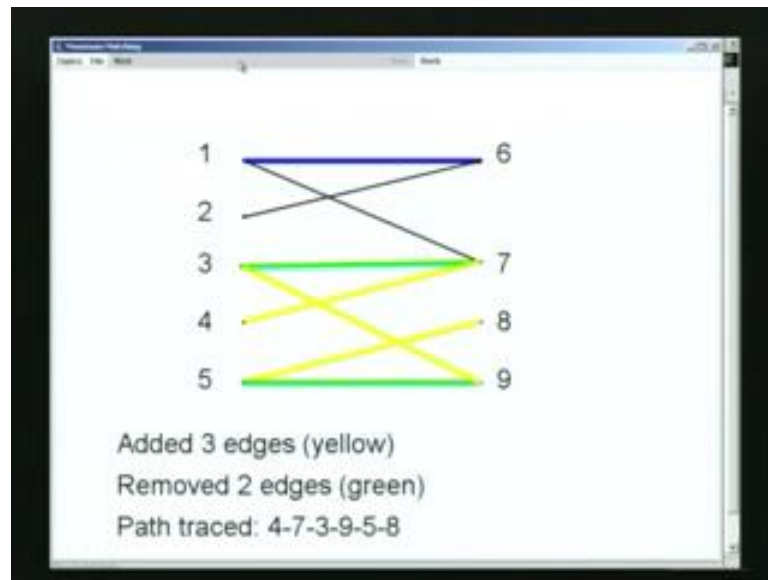 1 6
2
3 7
4 8
5 9
Added 3 edges (yellow)
Removed 2 edges (green)
Path traced: 4-7-3-9-5-8